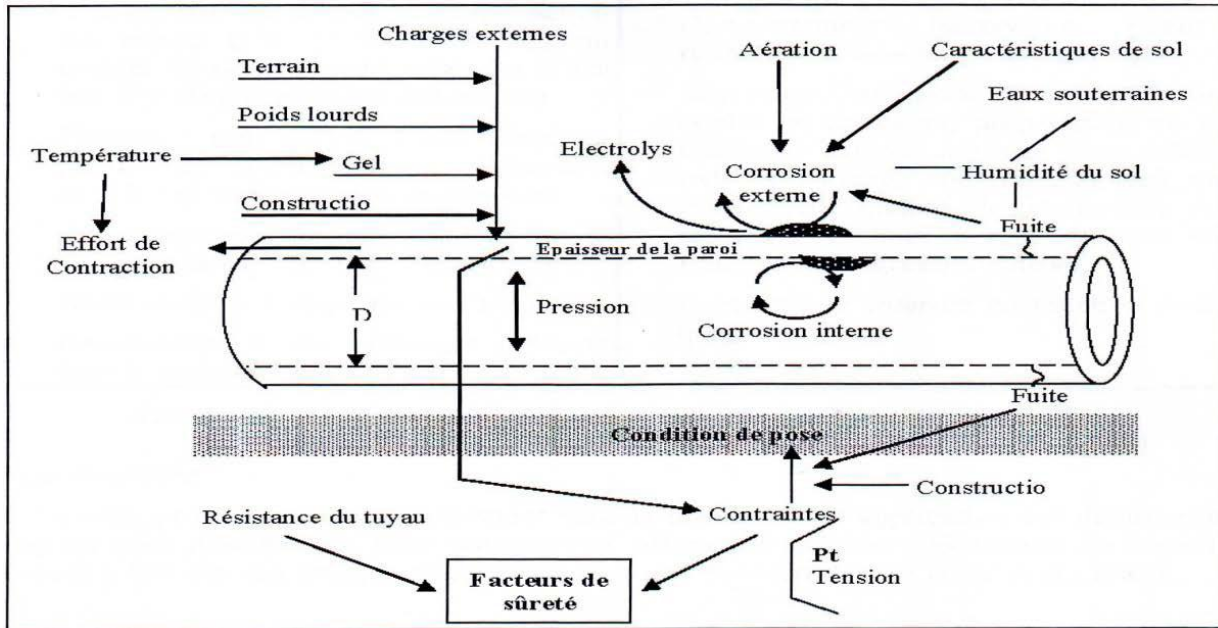 Charges externes
Aération
Caractéristiques de sol
Terrain
Eaux souterraines
Poids lourds
Electrolys
Température
Gel
Corrosion
externe
Humidité du sol
Constructio
Fuite
Effort de
Contraction
Epaisseur de la paroi
D
Pression
Corrosion interne
Fuite
Condition de pose
Constructio
Résistance du tuyau
Contraintes
Pt
Tension
Facteurs de
sûreté